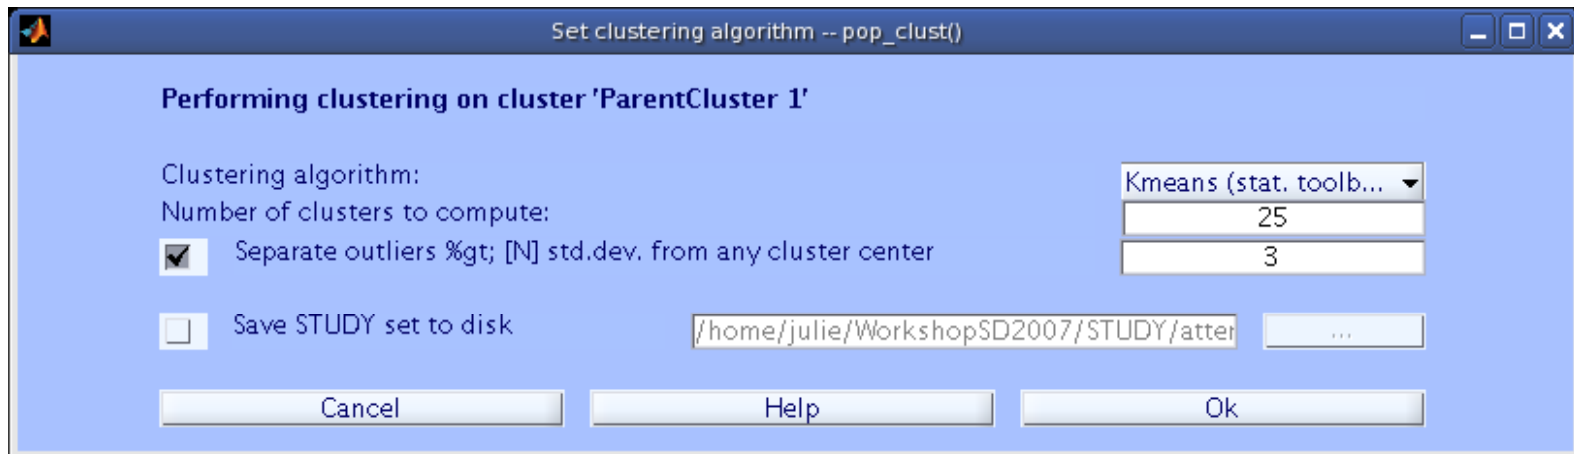 Set clustering algorithm -- pop_clust()
Performing clustering on cluster 'ParentCluster 1'
Clustering algorithm: Kmeans (stat. toolb...
Number of clusters to compute: 25
Separate outliers %gt; [N] std.dev. from any cluster center 3
Save STUDY set to disk /home/julie/WorkshopSD2007/STUDY/atter ...
Cancel Help Ok